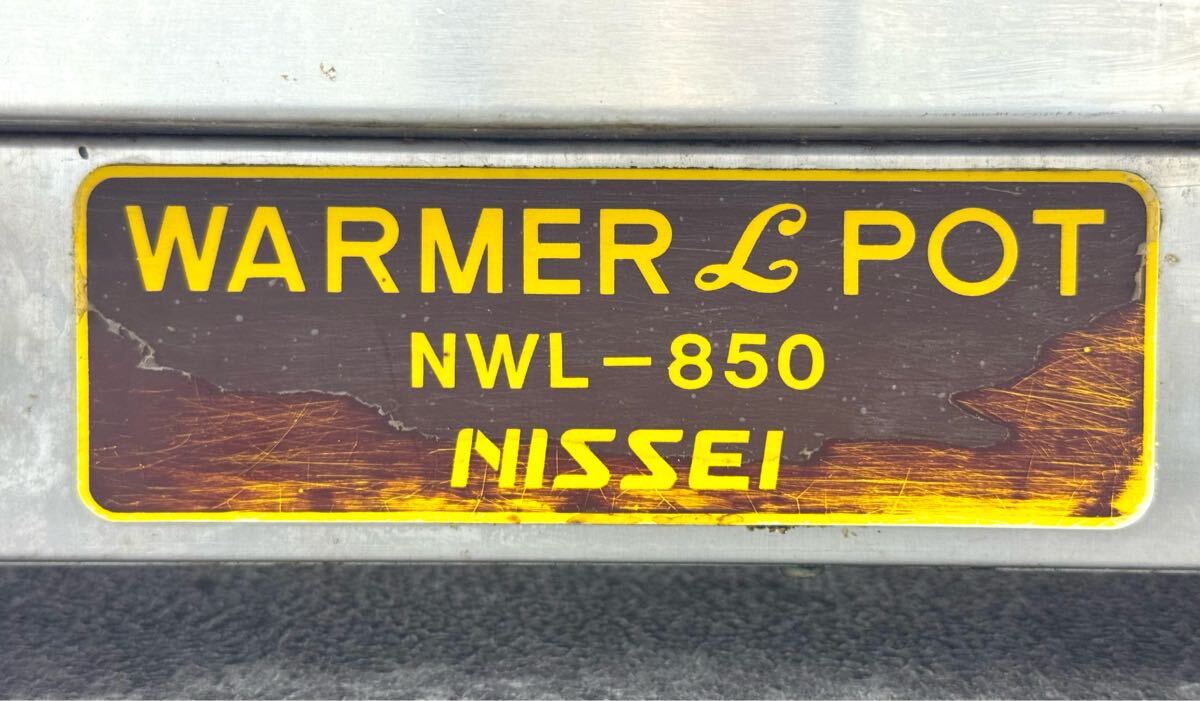 WARMER L POT
NWL-850
NISSEI